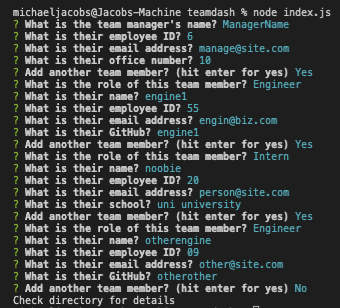 michaeljacobs@Jacobs-Machine teamdash % node index.js
? What is the team manager's name? ManagerName
? What is their employee ID? 6
? What is their email address? manage@site.com
? What is their office number? 10
? Add another team member? (hit enter for yes) Yes
? What is the role of this team member? Engineer
? What is their name? engine1
? What is their employee ID? 55
? What is their email address? engin@biz.com
? What is their GitHub? engine1
? Add another team member? (hit enter for yes) Yes
? What is the role of this team member? Intern
? What is their name? noobie
? What is their employee ID? 20
? What is their email address? person@site.com
? What is their school? uni university
? Add another team member? (hit enter for yes) Yes
? What is the role of this team member? Engineer
? What is their name? otherengine
? What is their employee ID? 09
? What is their email address? other@site.com
? What is their GitHub? otherother
? Add another team member? (hit enter for yes) No
Check directory for details